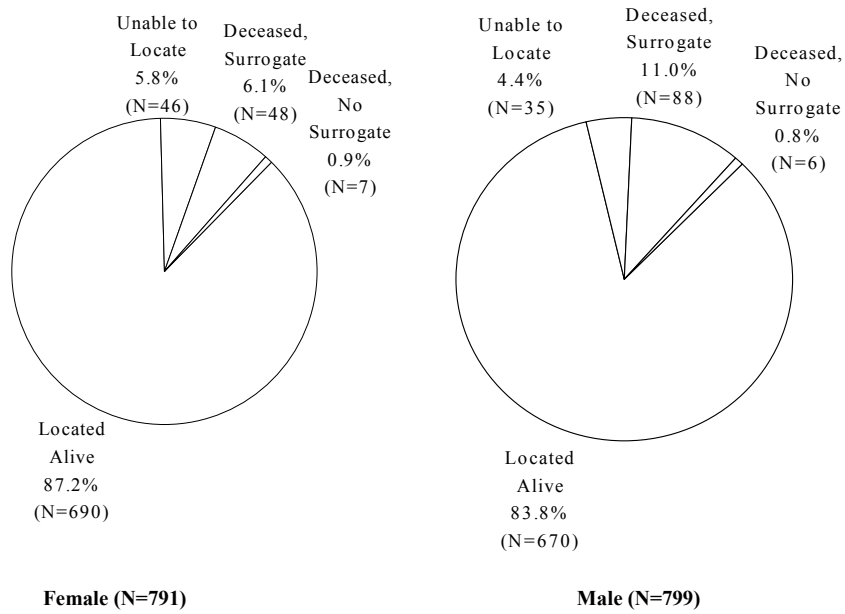 Unable to
Locate
5.8%
(N=46)
Deceased,
Surrogate
6.1%
(N=48)
Deceased,
No
Surrogate
0.9%
(N=7)
Located
Alive
87.2%
(N=690)
Female (N=791)
Unable to
Locate
4.4%
(N=35)
Deceased,
Surrogate
11.0%
(N=88)
Deceased,
No
Surrogate
0.8%
(N=6)
Located
Alive
83.8%
(N=670)
Male (N=799)